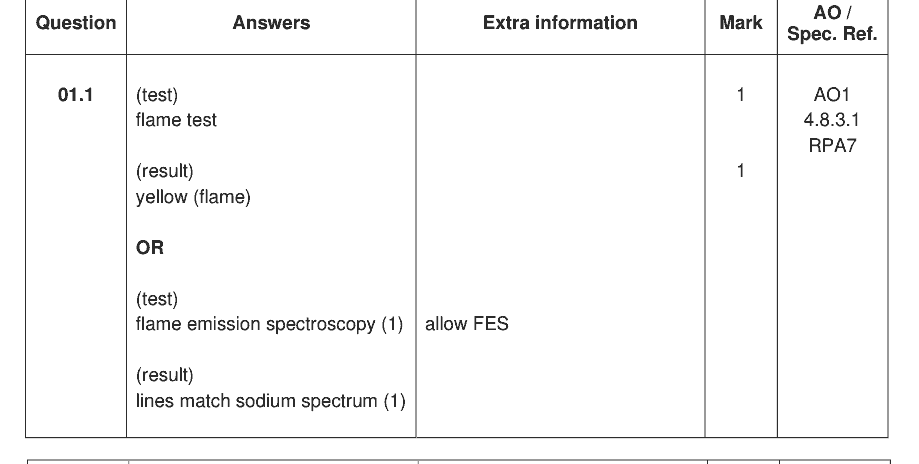 Question Answers Extra information Mark AO /
Spec. Ref.
01.1 (test) 1 AO1
flame test 4.8.3.1
RPA7
(result) 1
yellow (flame)
OR
(test)
flame emission spectroscopy (1) allow FES
(result)
lines match sodium spectrum (1)